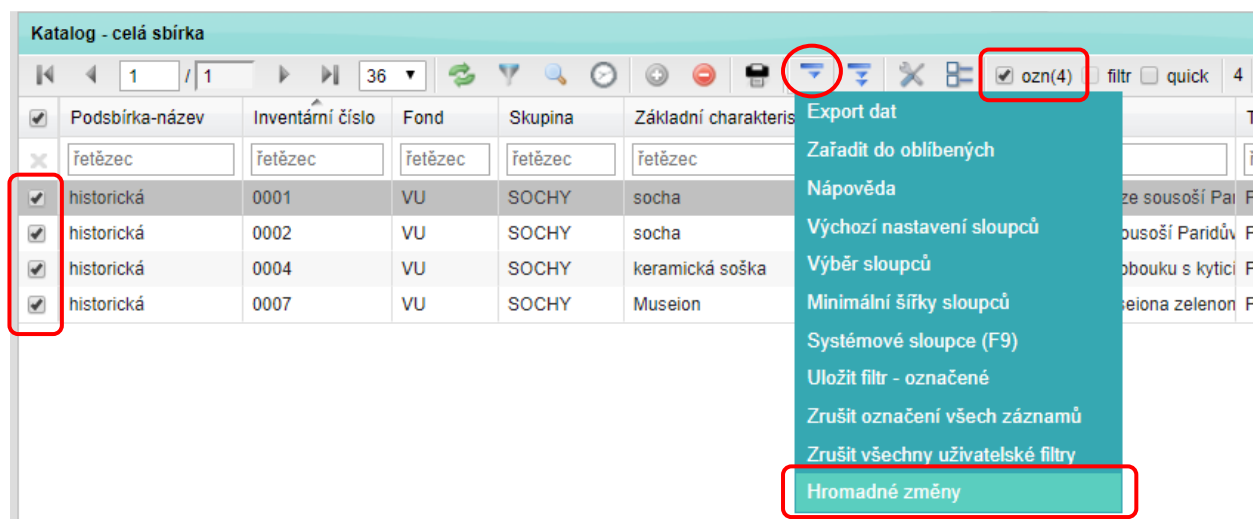 Katalog - celá sbírka
1 / 1 36 ozn(4) filtr quick 4
Podsbírka-název Inventární číslo Fond Skupina Základní charakteris
řetězec řetězec řetězec řetězec řetězec
historická 0001 VU SOCHY socha ze sousoší Pa
historická 0002 VU SOCHY socha ousoší Paridův F
historická 0004 VU SOCHY keramická soška obouku s kyticí F
historická 0007 VU SOCHY Museion eiona zelenon F
Export dat
Zařadit do oblíbených
Nápověda
Výchozí nastavení sloupců
Výběr sloupců
Minimální šířky sloupců
Systémové sloupce (F9)
Uložit filtr - označené
Zrušit označení všech záznamů
Zrušit všechny uživatelské filtry
Hromadné změny